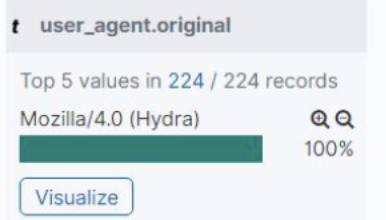 t user_agent.original
Top 5 values in 224 / 224 records
Mozilla/4.0 (Hydra)
100%
Visualize